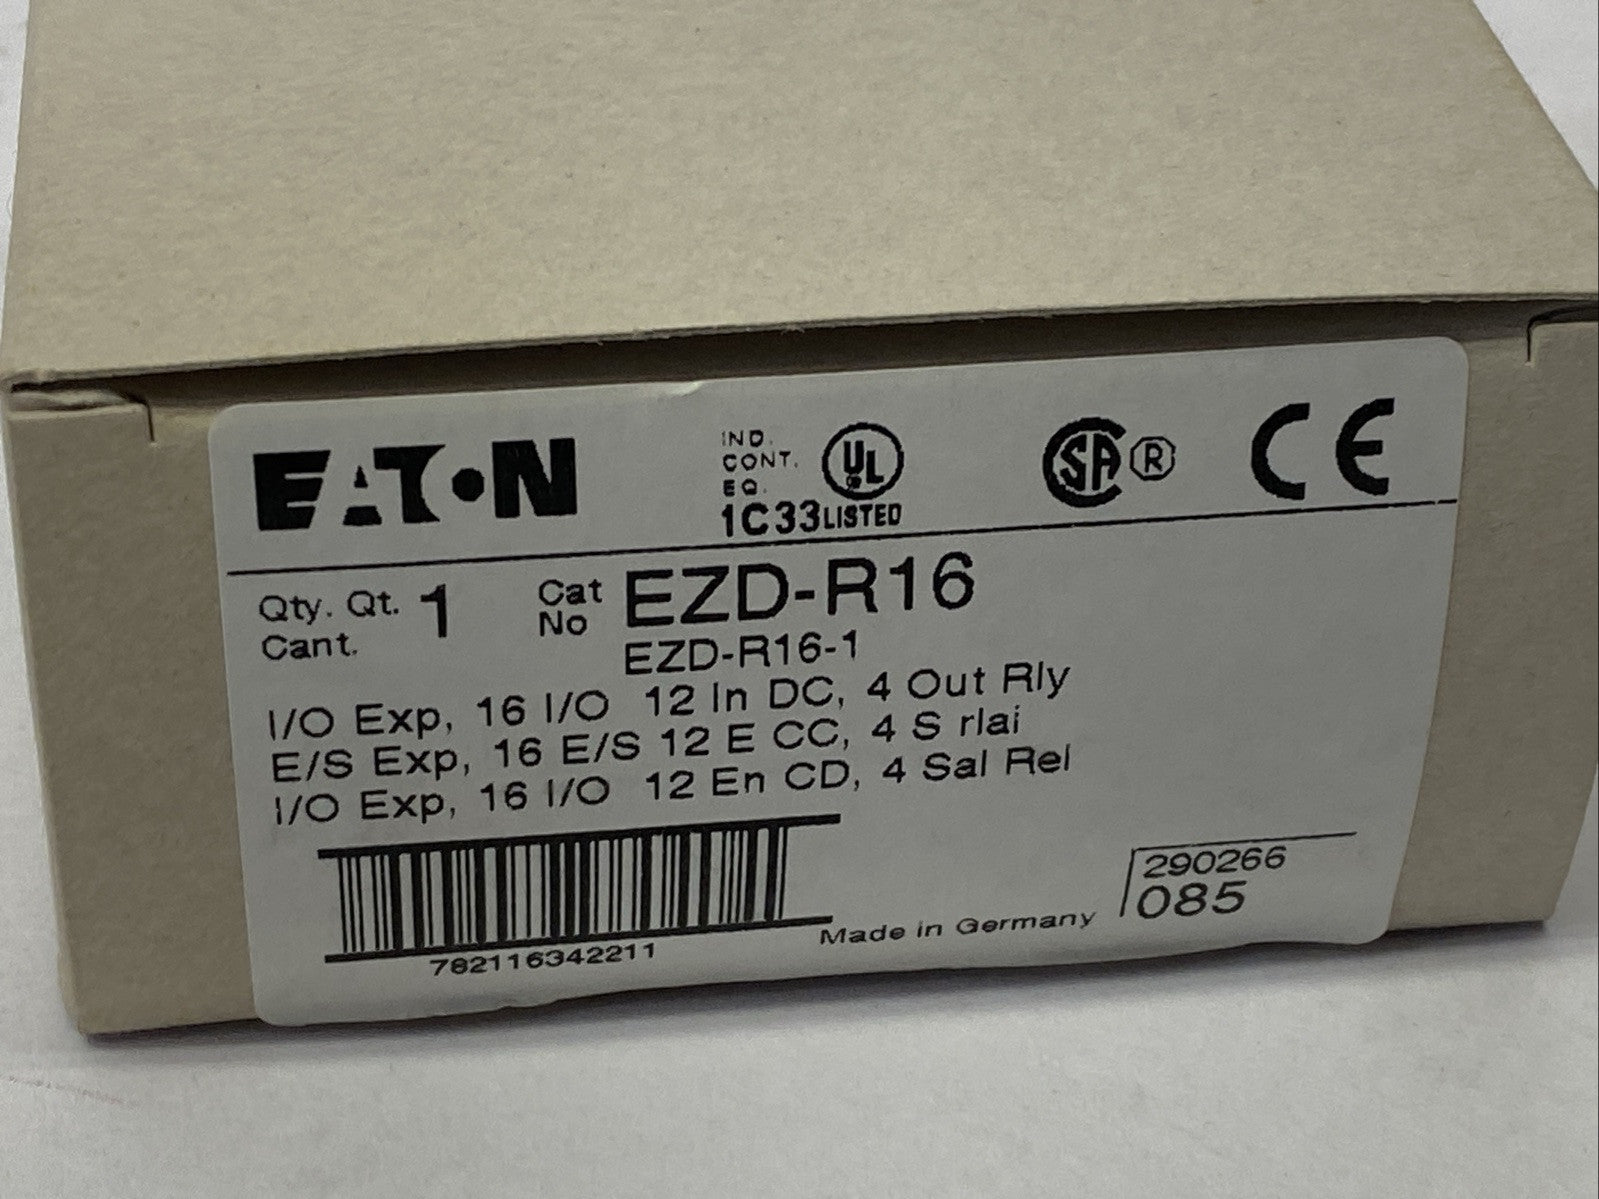 EATON
IND.
CONT.
EQ.
1C33 LISTED
UL
SA ®
CE
Qty. Qt. 1
Cant.
Cat
No
EZD-R16
EZD-R16-1
I/O Exp, 16 I/O 12 In DC, 4 Out Rly
E/S Exp, 16 E/S 12 E CC, 4 S rlai
I/O Exp, 16 I/O 12 En CD, 4 Sal Rel
782116342211
Made in Germany
290266
085